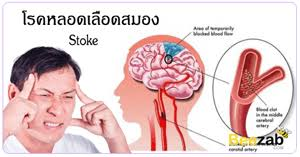 โรคหลอดเลือดสมอง
Stoke
Area of temporarily
blocked blood flow
Blood clot in
the middle
cerebral
artery
carotid artery